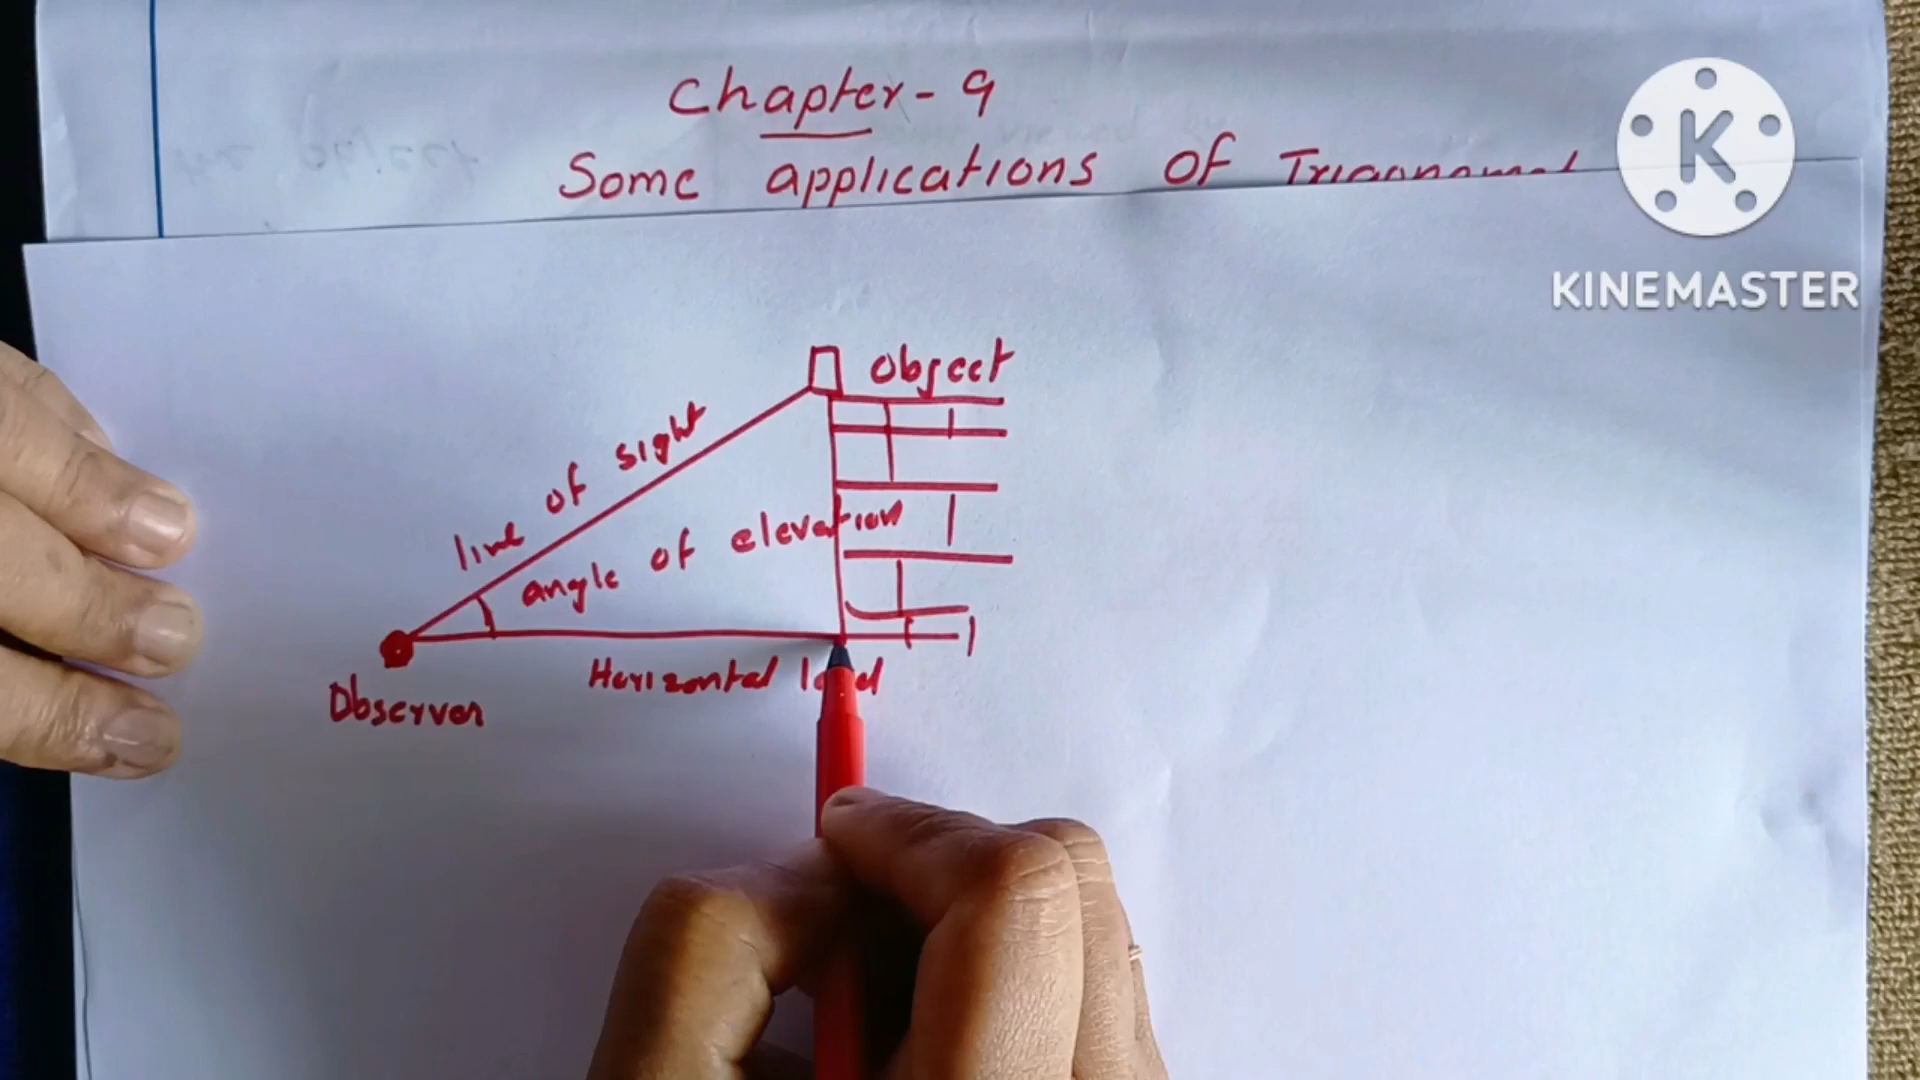 Chapter - 9
Some applications of
KINEMASTER
Object
line of sight
angle of elevation
Horizontal
Observer